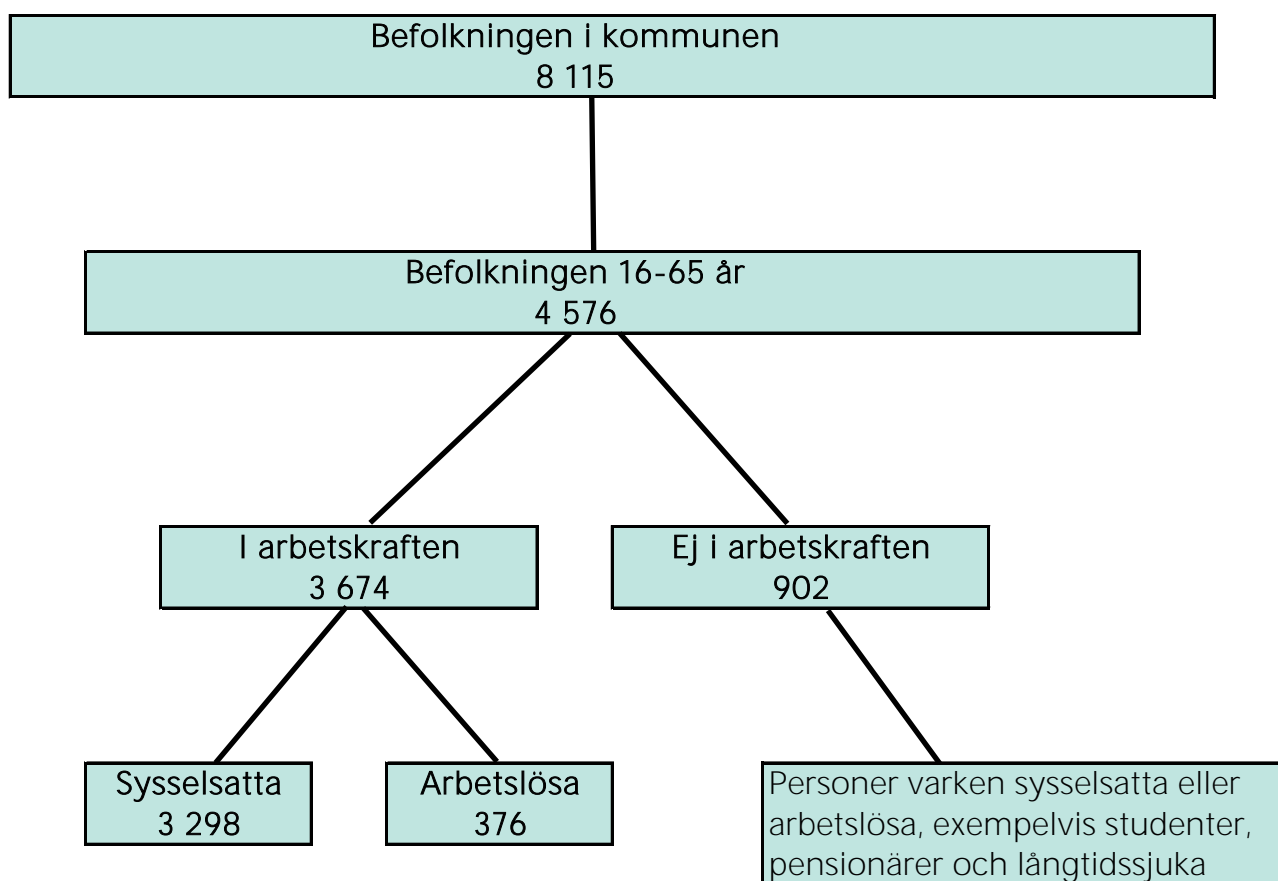 Befolkningen i kommunen
8 115
Befolkningen 16-65 år
4 576
I arbetskraften
3 674
Ej i arbetskraften
902
Sysselsatta
3 298
Arbetslösa
376
Personer varken sysselsatta eller
arbetslösa, exempelvis studenter,
pensionärer och långtidssjuka